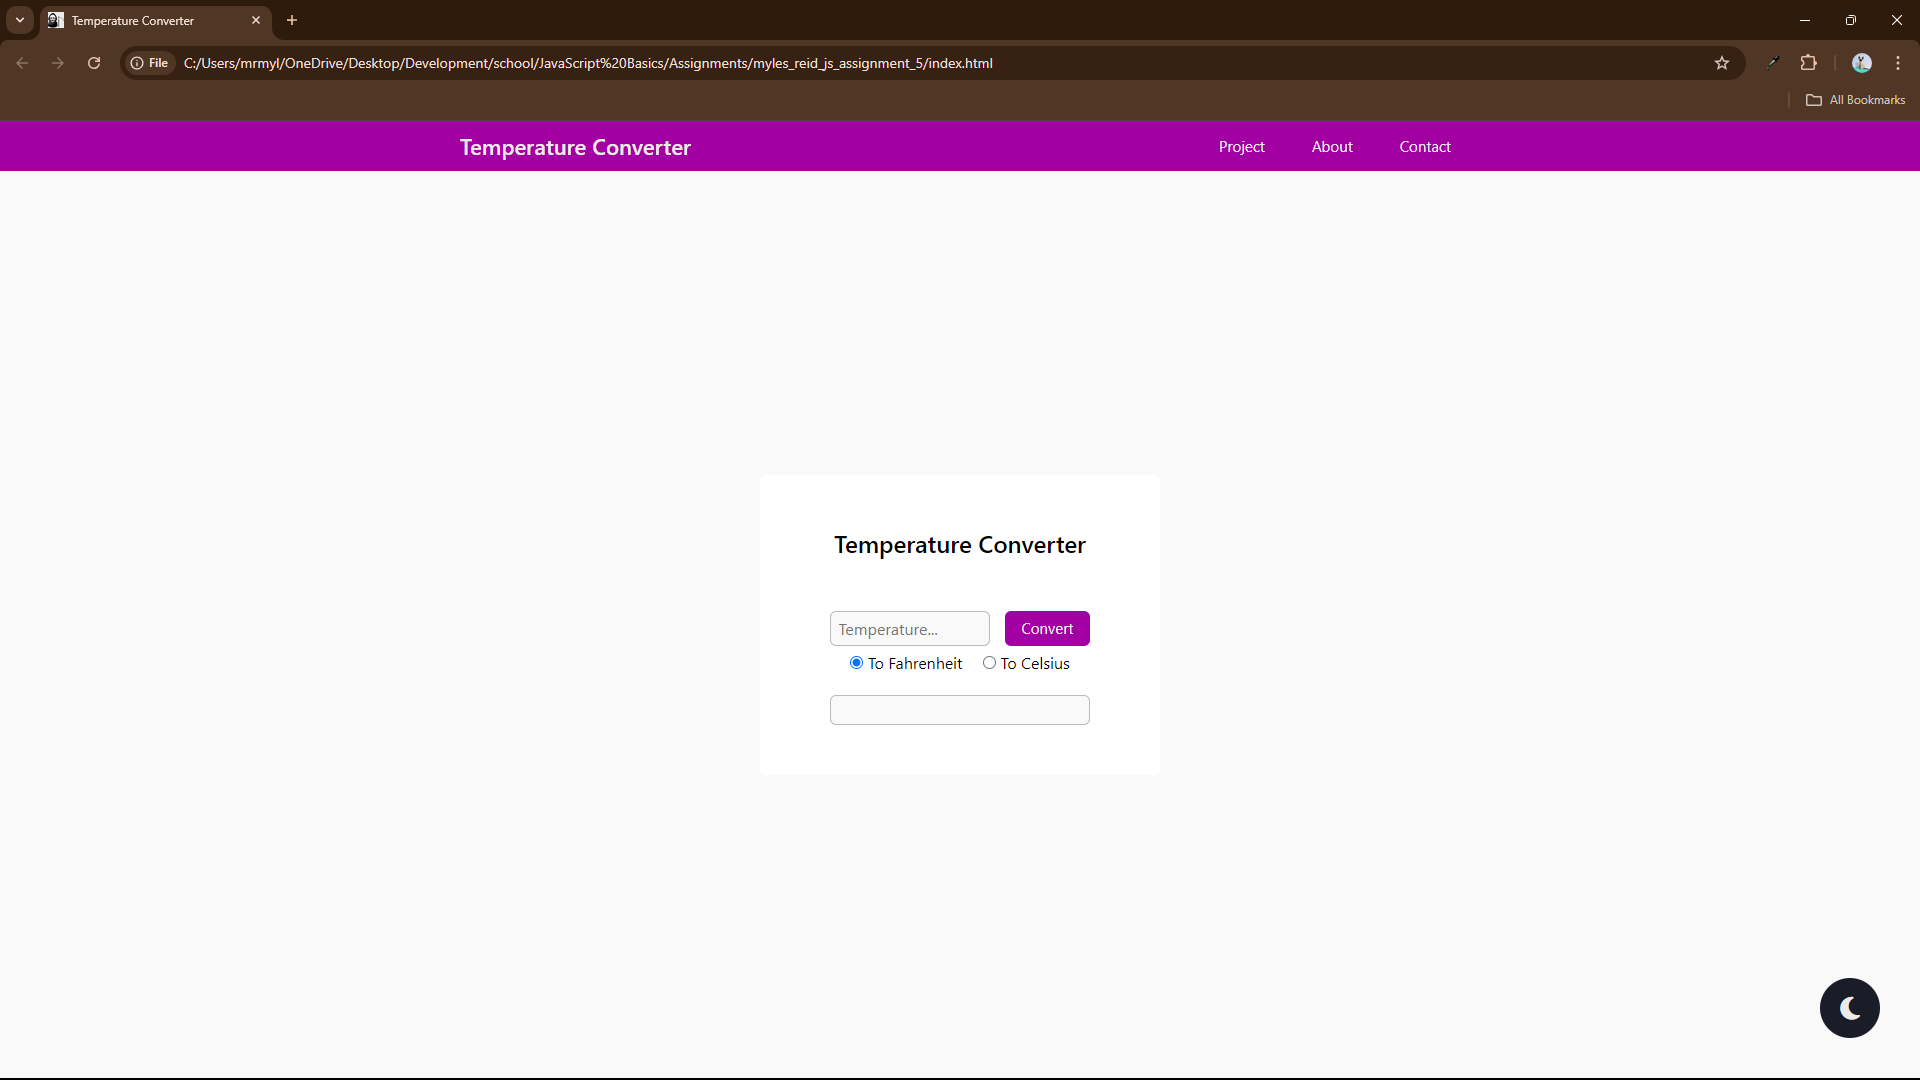 Temperature Converter
File C:/Users/mrmyl/OneDrive/Desktop/Development/school/JavaScript%20Basics/Assignments/myles_reid_js_assignment_5/index.html
All Bookmarks
Temperature Converter Project About Contact
Temperature Converter
Temperature... Convert
To Fahrenheit To Celsius